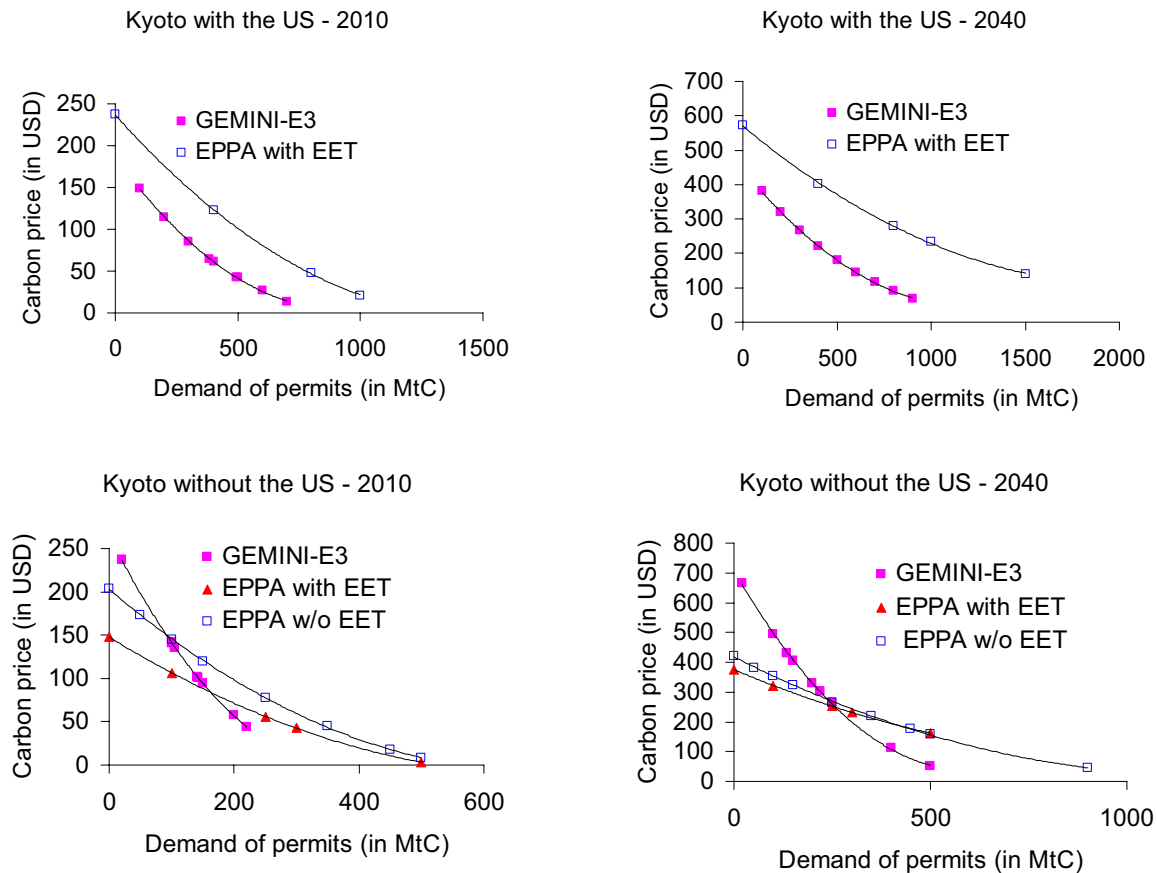 Kyoto with the US - 2010
Carbon price (in USD)
250
200
150
100
50
0
GEMINI-E3
EPPA with EET
0 500 1000 1500
Demand of permits (in MtC)
Kyoto with the US - 2040
Carbon price (in USD)
700
600
500
400
300
200
100
0
GEMINI-E3
EPPA with EET
0 500 1000 1500 2000
Demand of permits (in MtC)
Kyoto without the US - 2010
Carbon price (in USD)
250
200
150
100
50
0
GEMINI-E3
EPPA with EET
EPPA w/o EET
0 200 400 600
Demand of permits (in MtC)
Kyoto without the US - 2040
Carbon price (in USD)
800
700
600
500
400
300
200
100
0
GEMINI-E3
EPPA with EET
EPPA w/o EET
0 500 1000
Demand of permits (in MtC)